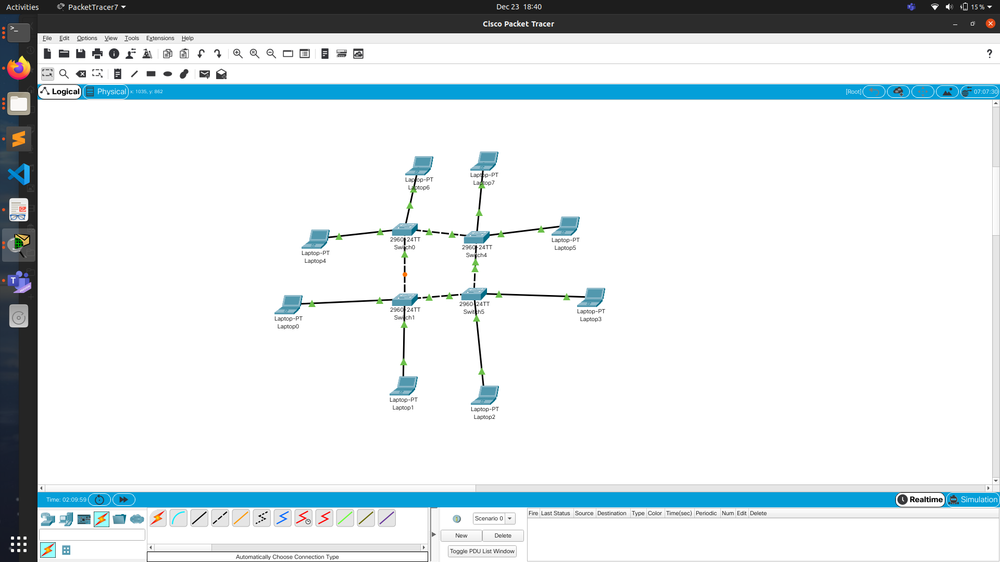 Activities
PacketTracer7
Dec 23 18:40
15 %
Cisco Packet Tracer
File Edit Options View Tools Extensions Help
?
Logical
Physical
x: 1035, y: 862
[Root]
07:07:30
Laptop-PT
Laptop6
Laptop-PT
Laptop7
2960-24TT
Switch0
2960-24TT
Switch4
Laptop-PT
Laptop5
Laptop-PT
Laptop4
2960-24TT
Switch1
2960-24TT
Switch5
Laptop-PT
Laptop3
Laptop-PT
Laptop0
Laptop-PT
Laptop1
Laptop-PT
Laptop2
Time: 02:09:59
Realtime
Simulation
Scenario 0
New
Delete
Toggle PDU List Window
Fire Last Status Source Destination Type Color Time(sec) Periodic Num Edit Delete
Automatically Choose Connection Type